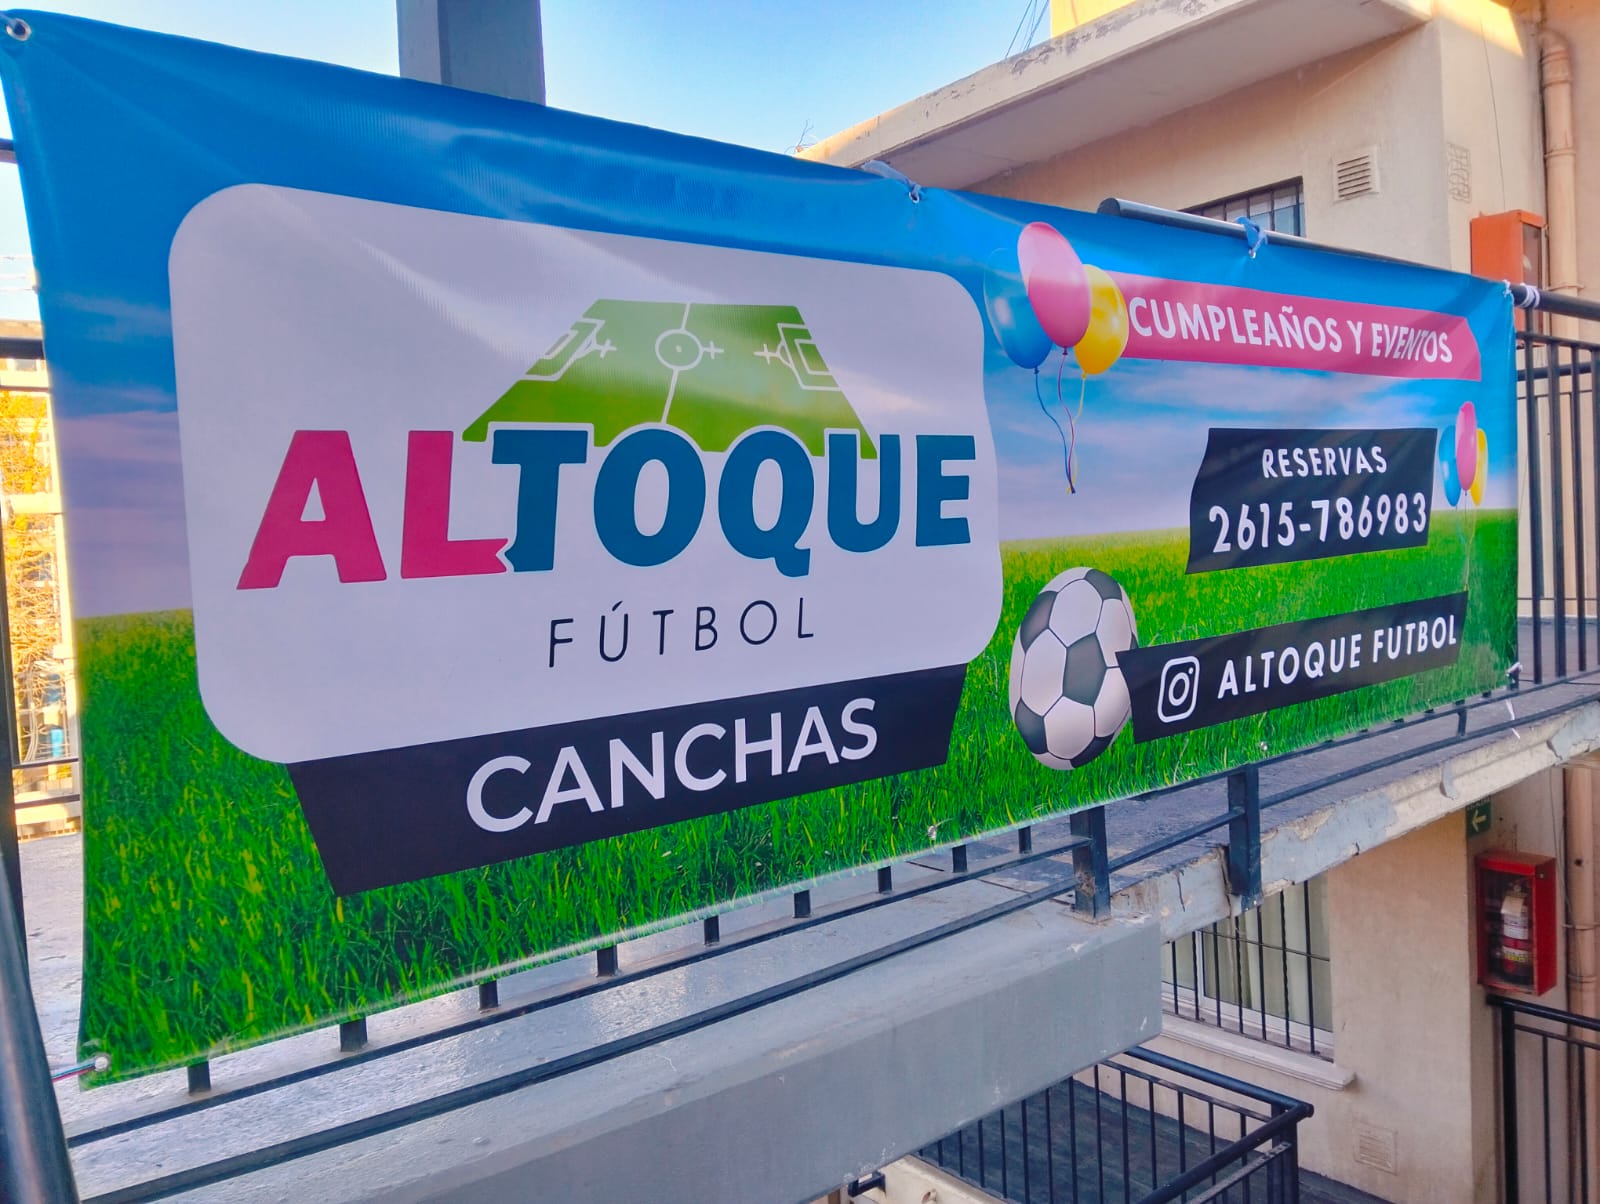 ALTOQUE
FÚTBOL
CANCHAS
CUMPLEAÑOS Y EVENTOS
RESERVAS
2615-786983
ALTOQUE FUTBOL